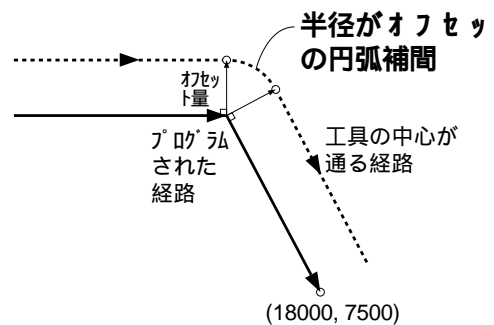 半径がオフセッ
の円弧補間
オフセッ
ト量
プログラム
された
経路
工具の中心が
通る経路
(18000, 7500)